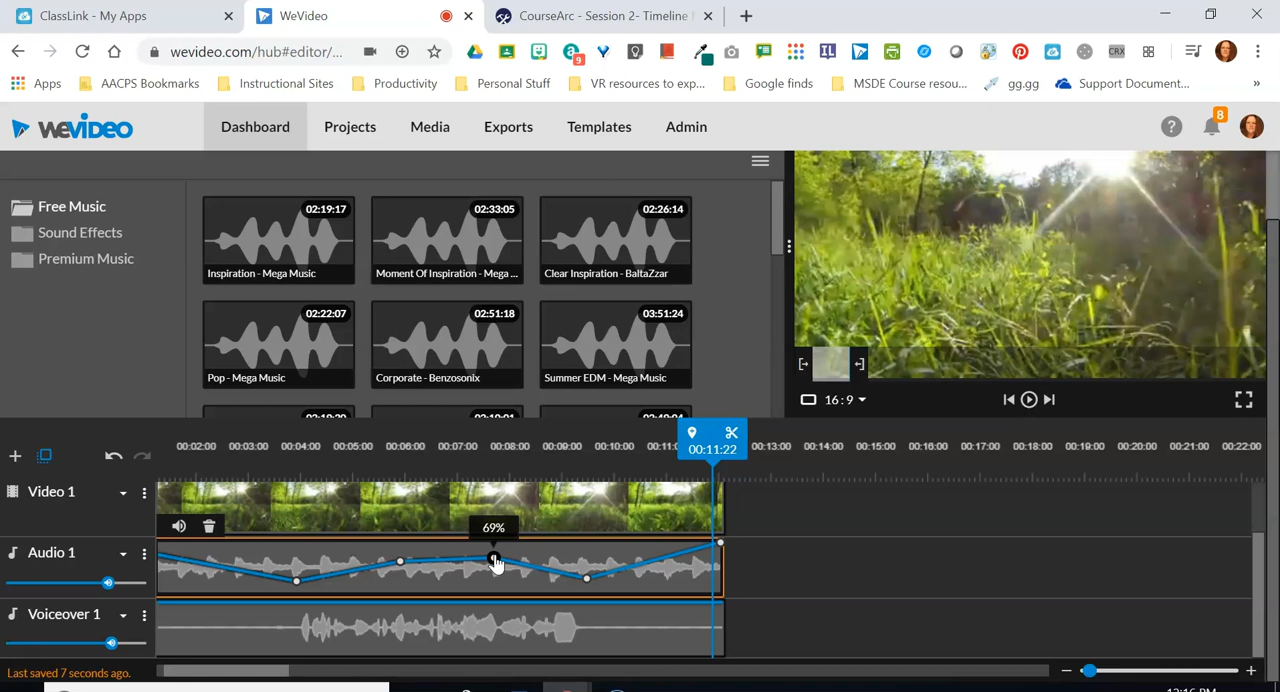 ClassLink - My Apps
WeVideo
CourseArc - Session 2- Timeline
wevideo.com/hub#editor/...
9
IL
CRX
Apps
AACPS Bookmarks
Instructional Sites
Productivity
Personal Stuff
VR resources to exp...
Google finds
MSDE Course resou...
gg.gg
Support Document...
»
WEVIDEO
Dashboard
Projects
Media
Exports
Templates
Admin
?
8
Free Music
Sound Effects
Premium Music
02:19:17
Inspiration - Mega Music
02:33:05
Moment Of Inspiration - Mega ...
02:26:14
Clear Inspiration - BaltaZzar
02:22:07
Pop - Mega Music
02:51:18
Corporate - Benzosonix
03:51:24
Summer EDM - Mega Music
16:9
00:02:00 00:03:00 00:04:00 00:05:00 00:06:00 00:07:00 00:08:00 00:09:00 00:10:00 00:11:22 00:13:00 00:14:00 00:15:00 00:16:00 00:17:00 00:18:00 00:19:00 00:20:00 00:21:00 00:22:00
Video 1
69%
Audio 1
Voiceover 1
Last saved 7 seconds ago.
12:16 PM